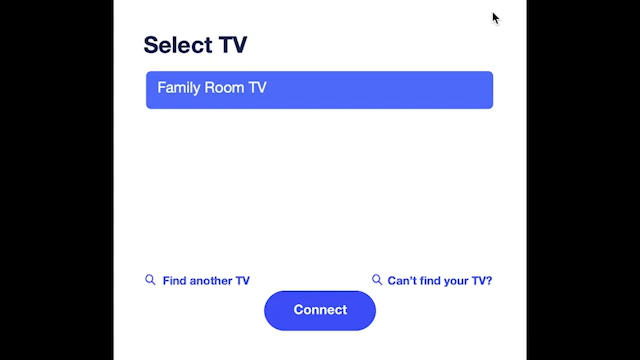 Select TV
Family Room TV
Find another TV
Can't find your TV?
Connect